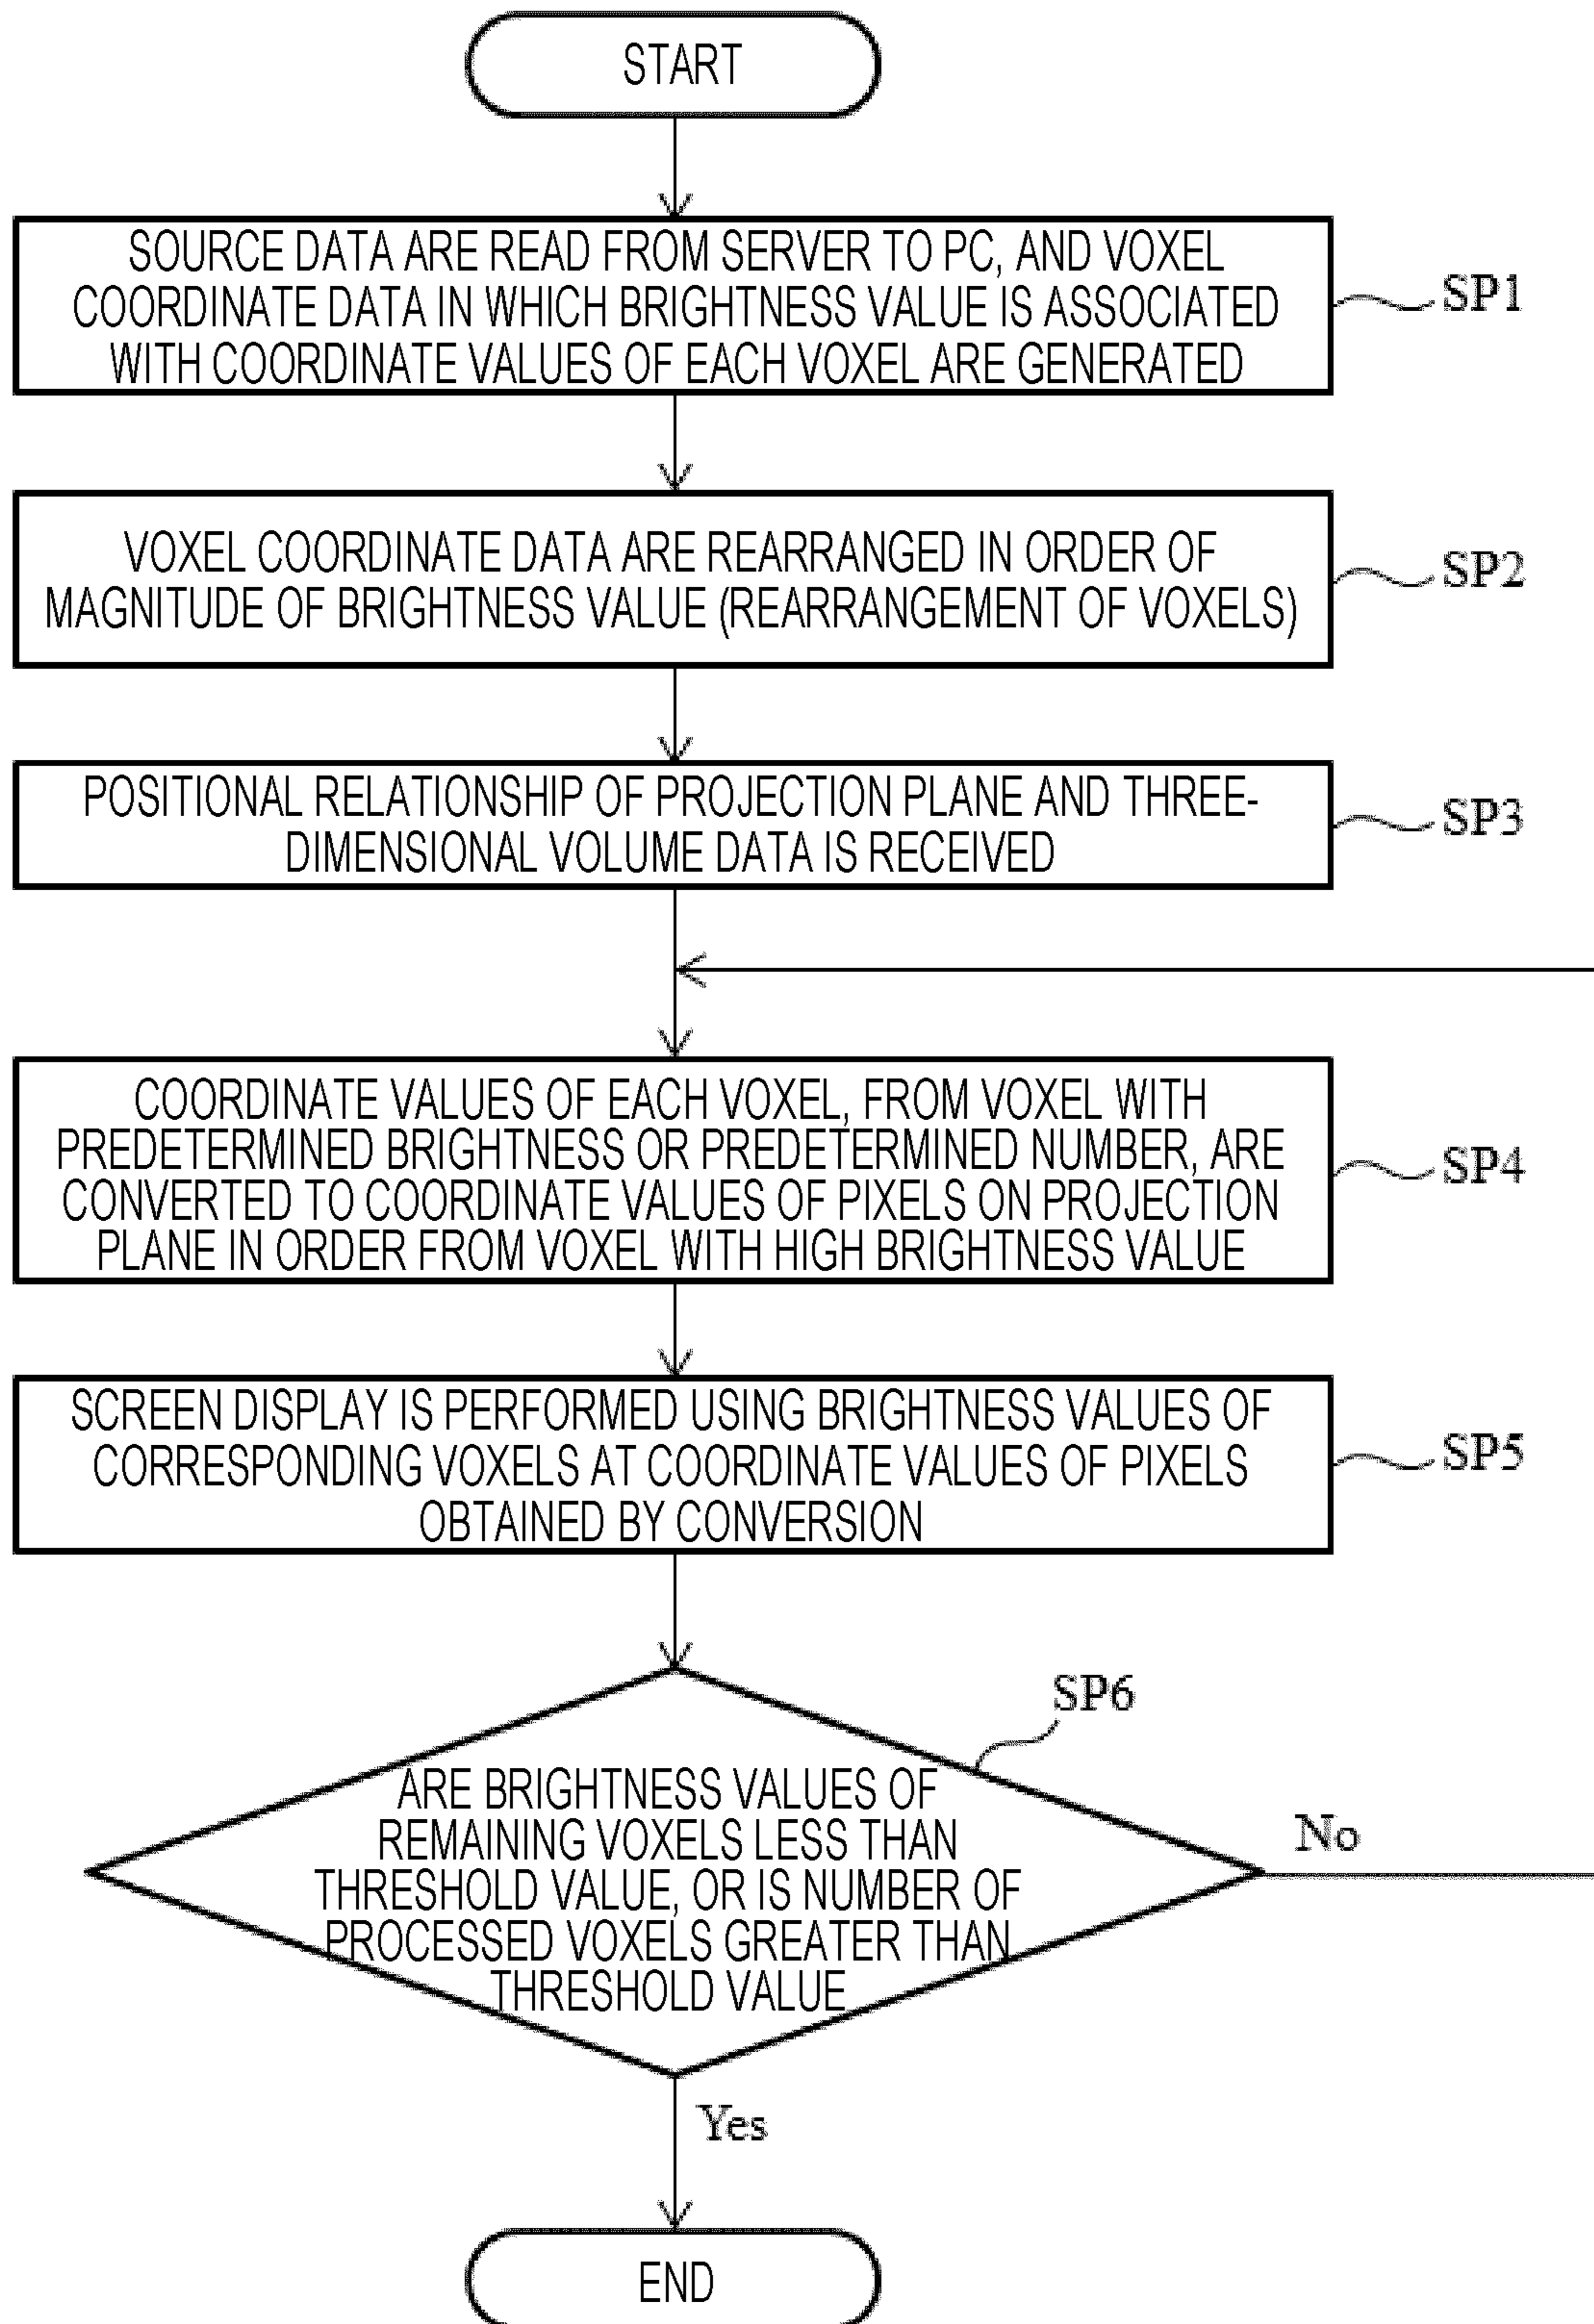 START
SOURCE DATA ARE READ FROM SERVER TO PC, AND VOXEL
COORDINATE DATA IN WHICH BRIGHTNESS VALUE IS ASSOCIATED
WITH COORDINATE VALUES OF EACH VOXEL ARE GENERATED
SP1
VOXEL COORDINATE DATA ARE REARRANGED IN ORDER OF
MAGNITUDE OF BRIGHTNESS VALUE (REARRANGEMENT OF VOXELS)
SP2
POSITIONAL RELATIONSHIP OF PROJECTION PLANE AND THREE-
DIMENSIONAL VOLUME DATA IS RECEIVED
SP3
COORDINATE VALUES OF EACH VOXEL, FROM VOXEL WITH
PREDETERMINED BRIGHTNESS OR PREDETERMINED NUMBER, ARE
CONVERTED TO COORDINATE VALUES OF PIXELS ON PROJECTION
PLANE IN ORDER FROM VOXEL WITH HIGH BRIGHTNESS VALUE
SP4
SCREEN DISPLAY IS PERFORMED USING BRIGHTNESS VALUES OF
CORRESPONDING VOXELS AT COORDINATE VALUES OF PIXELS
OBTAINED BY CONVERSION
SP5
SP6
ARE BRIGHTNESS VALUES OF
REMAINING VOXELS LESS THAN
THRESHOLD VALUE, OR IS NUMBER OF
PROCESSED VOXELS GREATER THAN
THRESHOLD VALUE
No
Yes
END